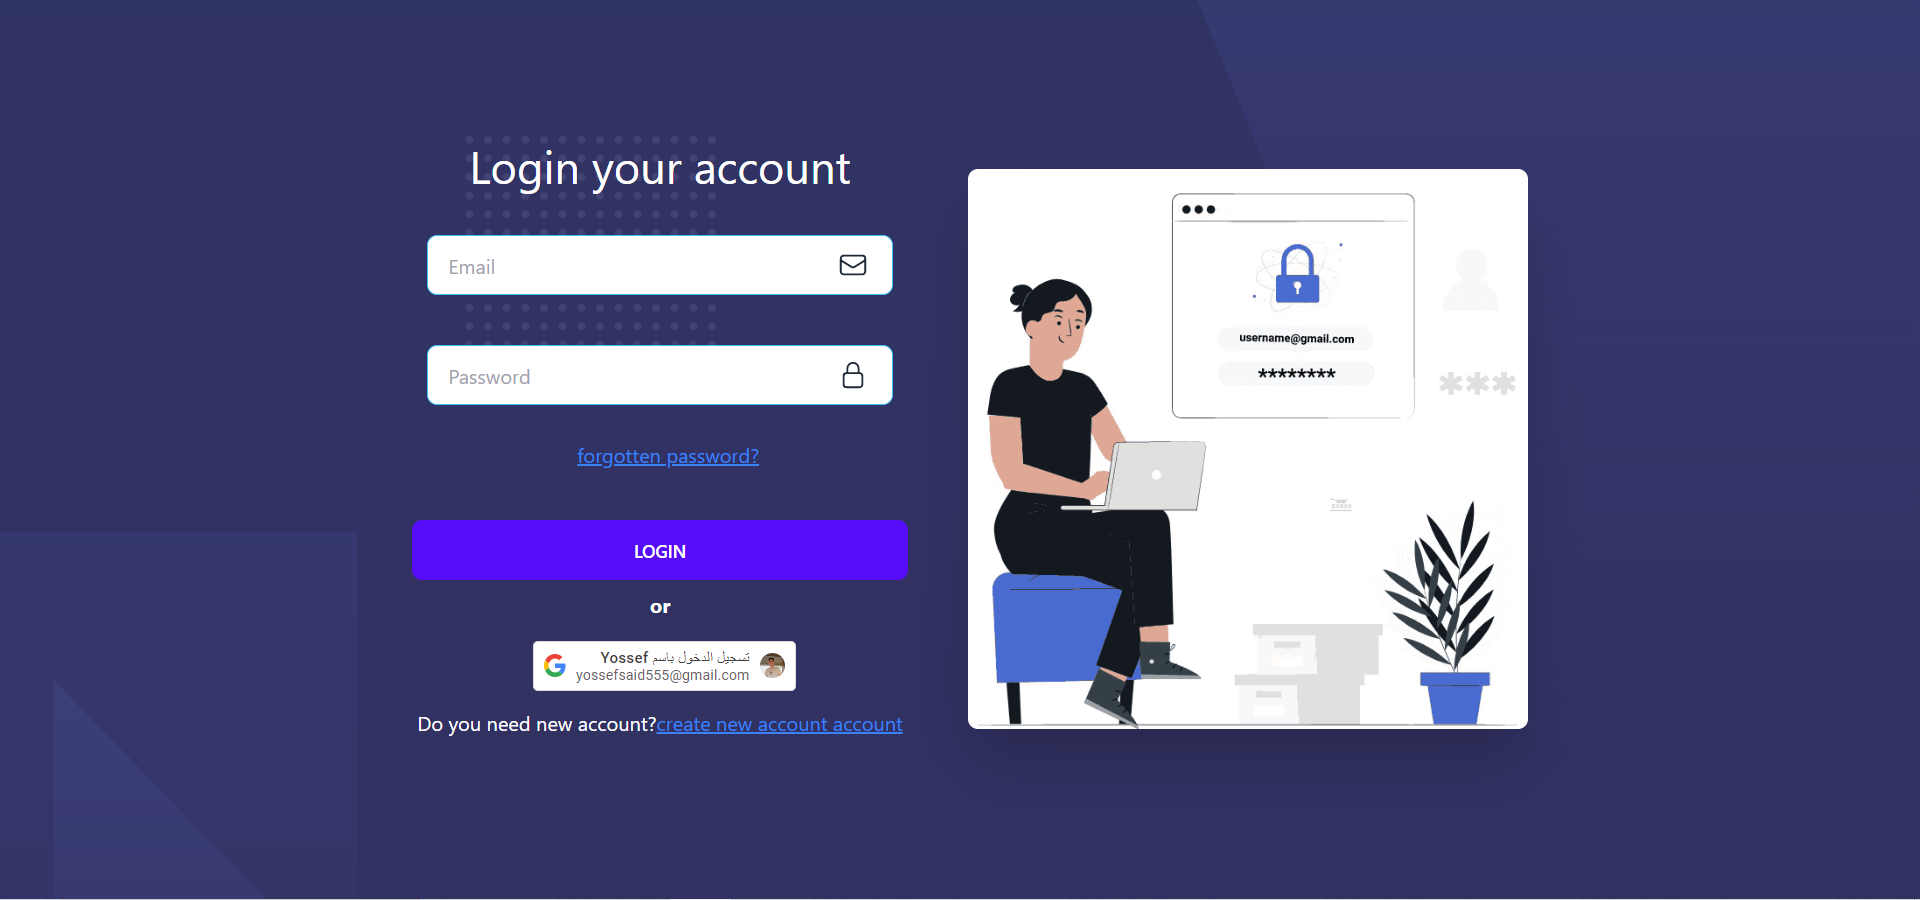 Login your account
Email
Password
forgotten password?
LOGIN
or
تسجيل الدخول باسم Yossef
yossefsaid555@gmail.com
Do you need new account?create new account account
username@gmail.com
********
***